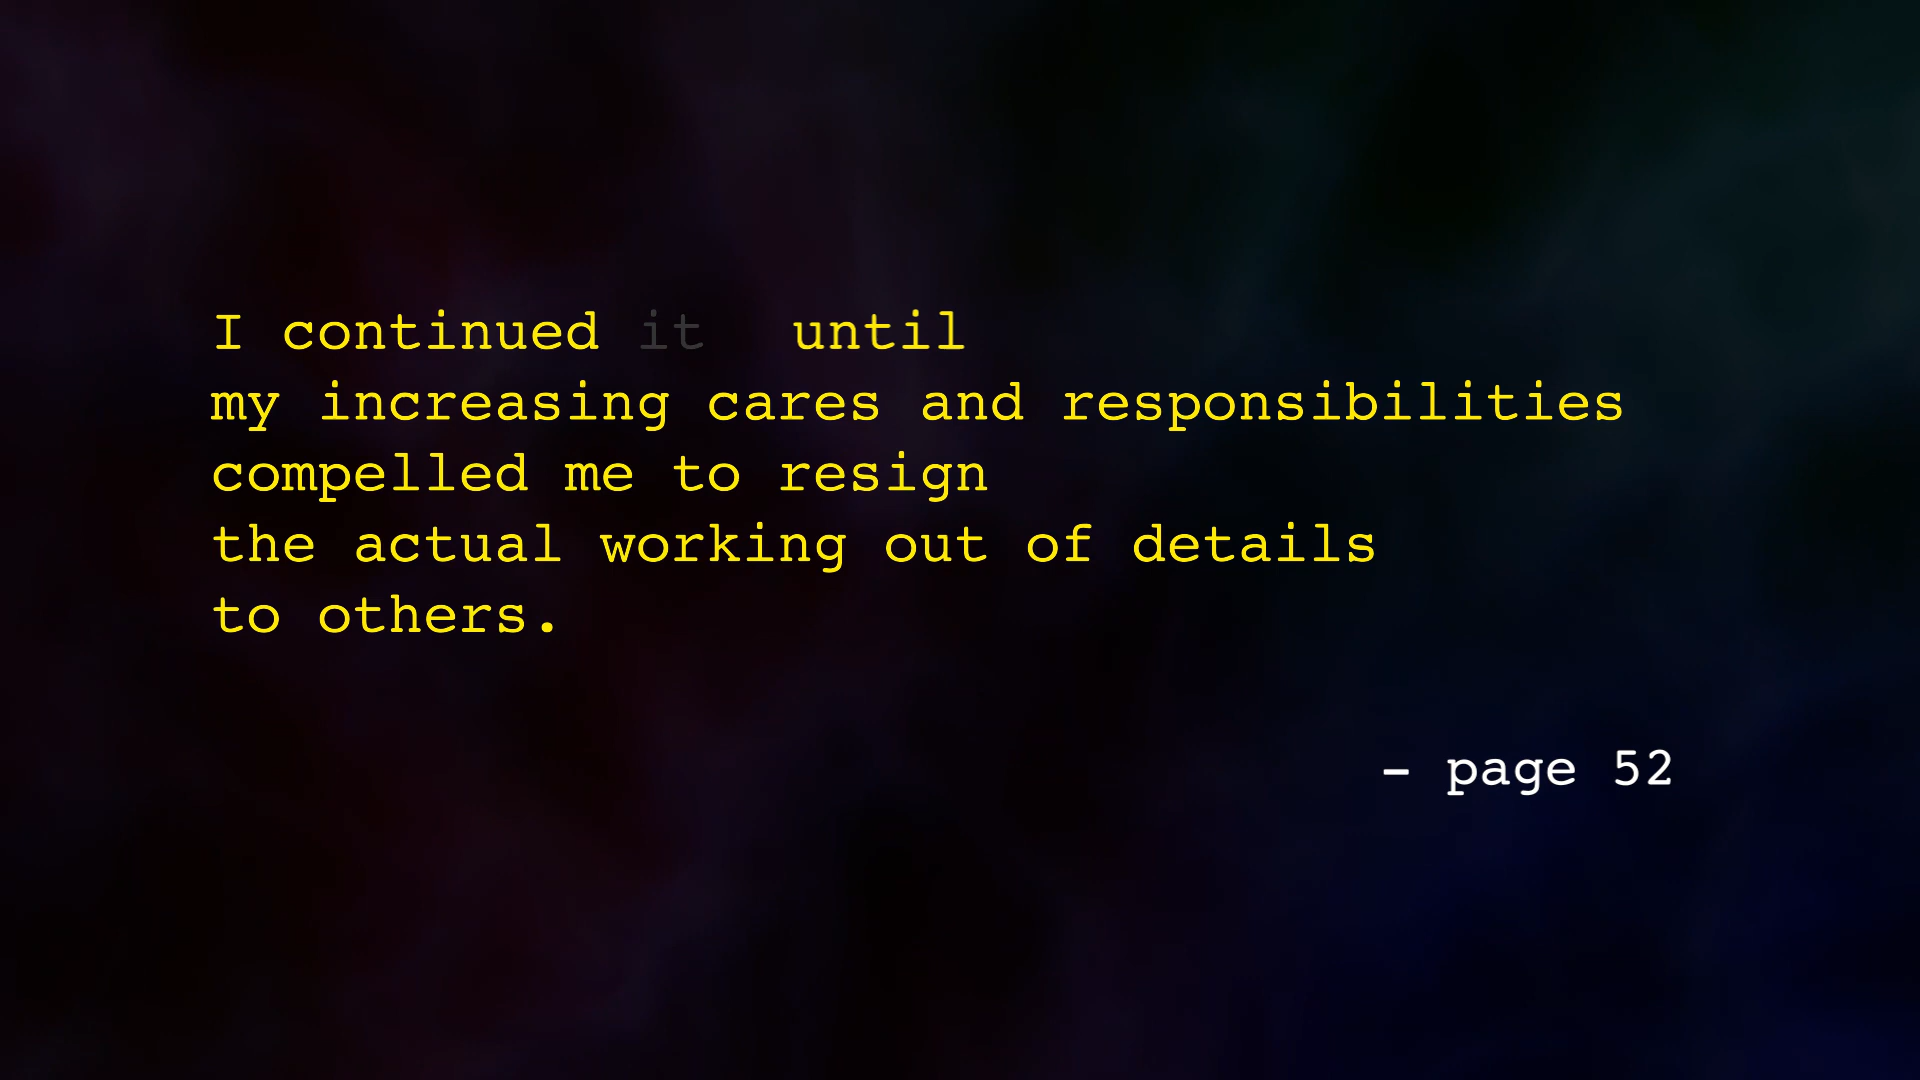 I continued it until
my increasing cares and responsibilities
compelled me to resign
the actual working out of details
to others.
– page 52